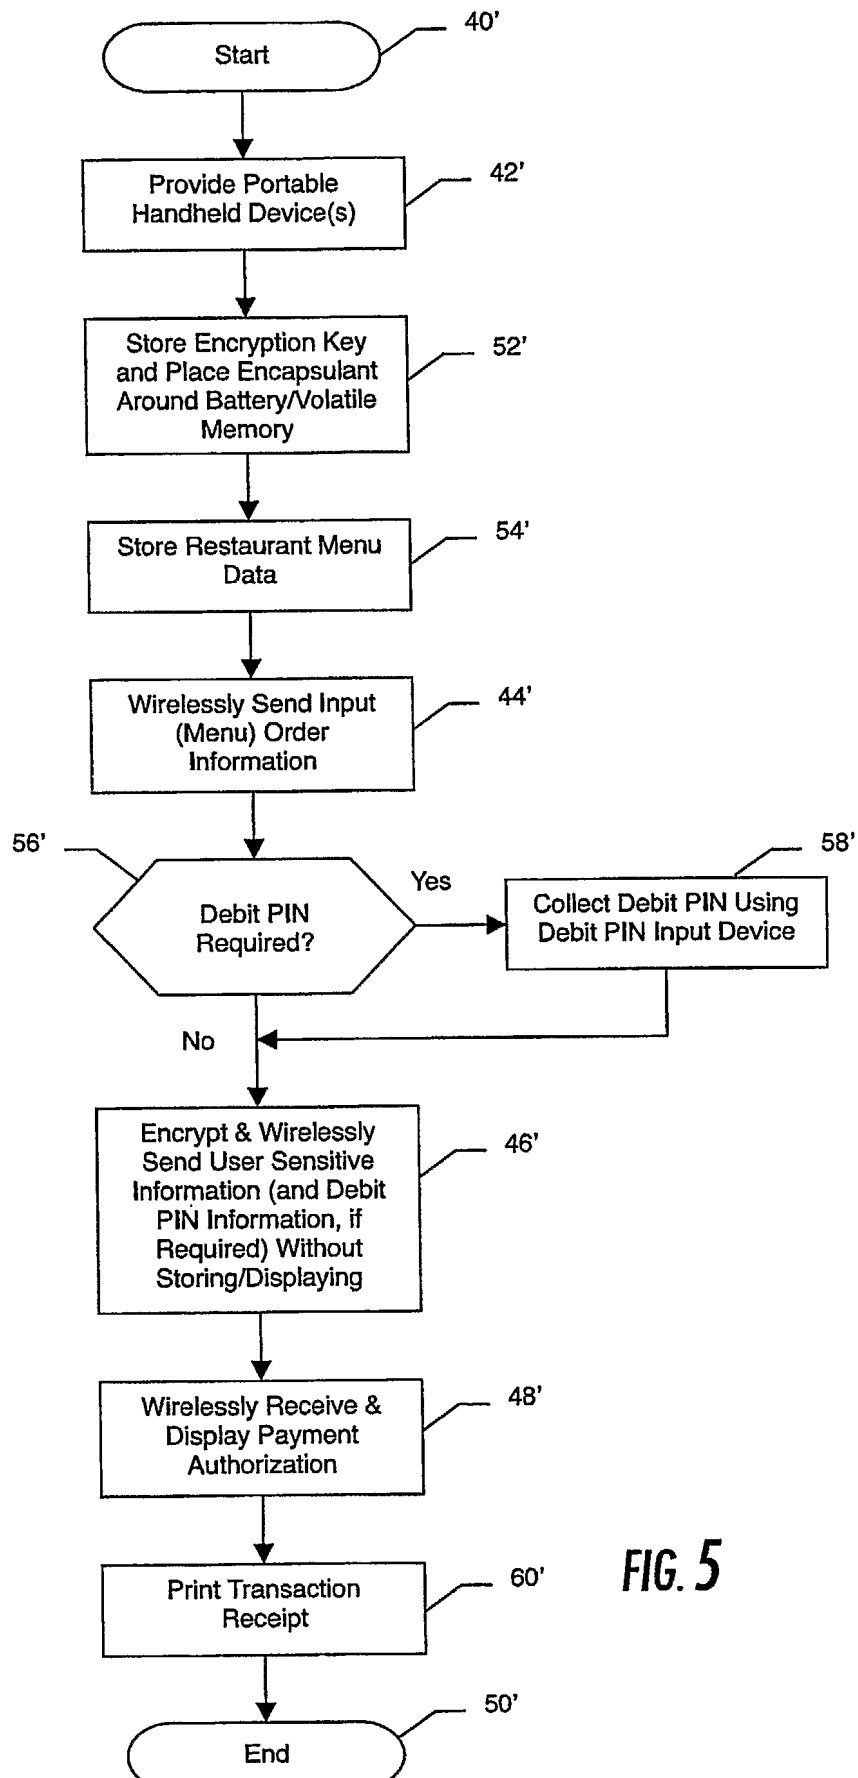 40'
Start
42'
Provide Portable
Handheld Device(s)
52'
Store Encryption Key
and Place Encapsulant
Around Battery/Volatile
Memory
54'
Store Restaurant Menu
Data
44'
Wirelessly Send Input
(Menu) Order
Information
56'
Debit PIN
Required?
Yes
58'
Collect Debit PIN Using
Debit PIN Input Device
No
46'
Encrypt & Wirelessly
Send User Sensitive
Information (and Debit
PIN Information, if
Required) Without
Storing/Displaying
48'
Wirelessly Receive &
Display Payment
Authorization
60'
Print Transaction
Receipt
FIG. 5
50'
End